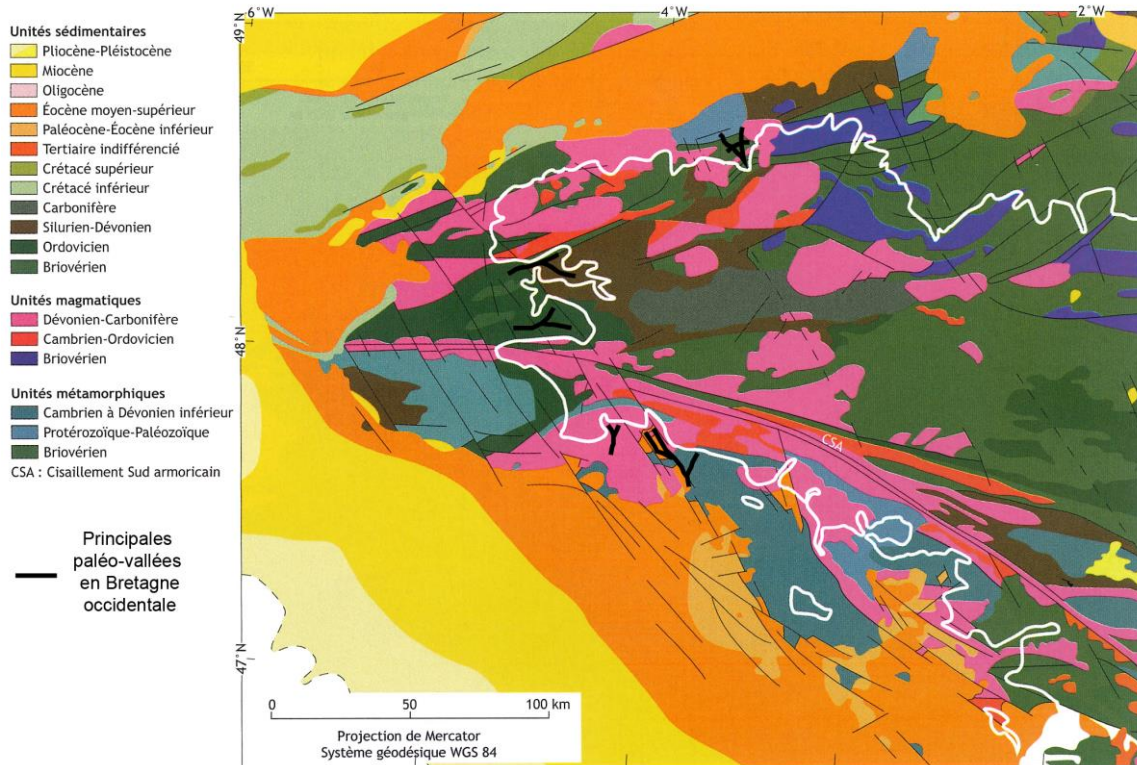 6°W
4°W
2°W
49°N
48°N
47°N
Unités sédimentaires
Pliocène-Pléistocène
Miocène
Oligocène
Éocène moyen-supérieur
Paléocène-Éocène inférieur
Tertiaire indifférencié
Crétacé supérieur
Crétacé inférieur
Carbonifère
Silurien-Dévonien
Ordovicien
Briovérien
Unités magmatiques
Dévonien-Carbonifère
Cambrien-Ordovicien
Briovérien
Unités métamorphiques
Cambrien à Dévonien inférieur
Protérozoïque-Paléozoïque
Briovérien
CSA : Cisaillement Sud armoricain
Principales
paléo-vallées
en Bretagne
occidentale
CSA
0 50 100 km
Projection de Mercator
Système géodésique WGS 84